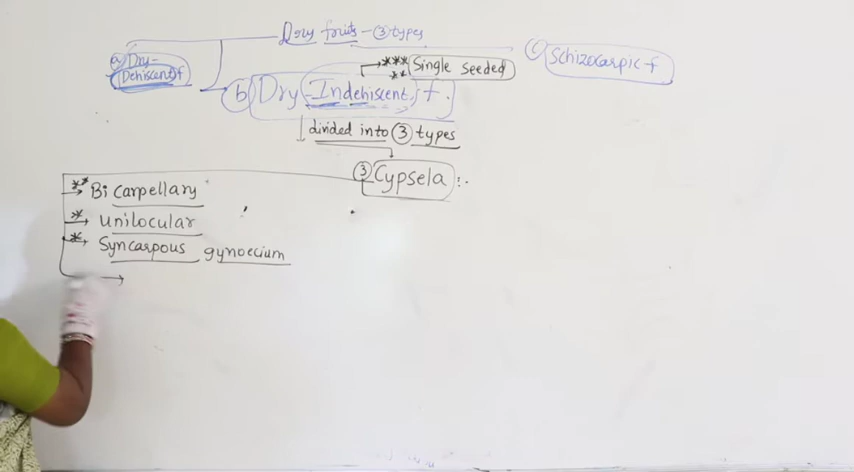 Dry fruits - ③ types
a) Dry -
Dehiscent f
*** Single seeded
**
c) Schizocarpic f
b) Dry - Indehiscent f.
divided into ③ types
③ Cypsela :.
** Bi carpellary
* Unilocular
* Syncarpous gynoecium